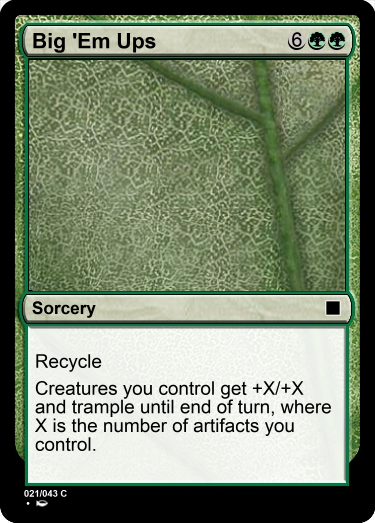 Big 'Em Ups 6
Sorcery
Recycle
Creatures you control get +X/+X
and trample until end of turn, where
X is the number of artifacts you
control.
021/043 C